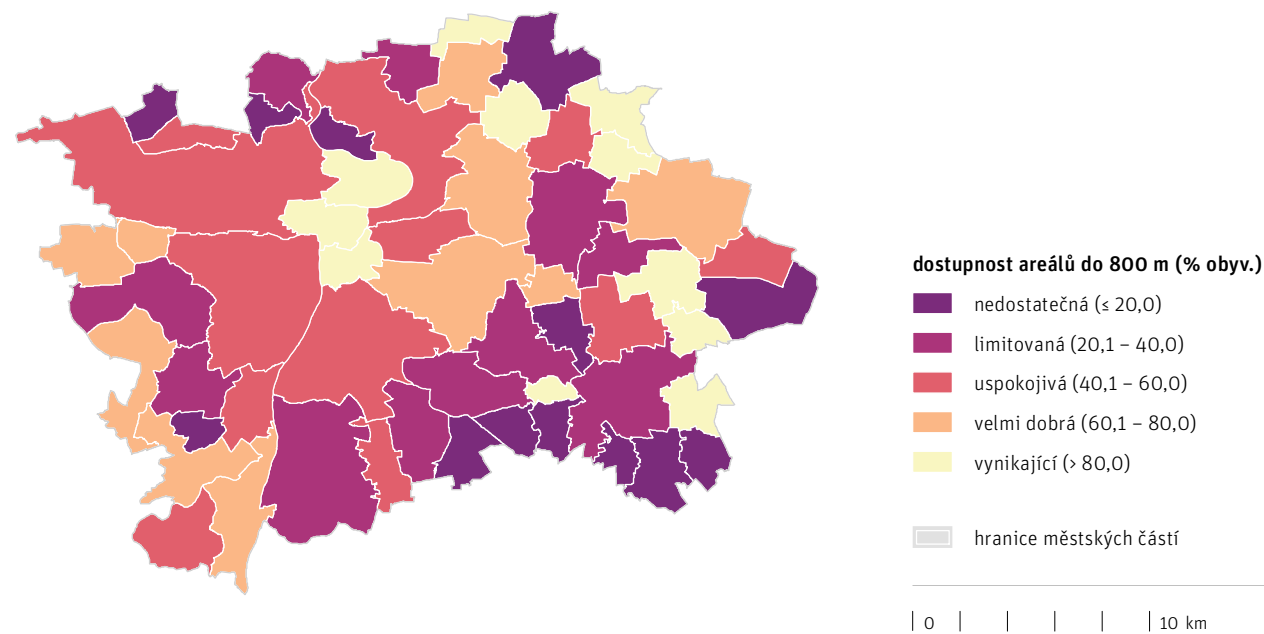 dostupnost areálů do 800 m (% obyv.)
nedostatečná (≤ 20,0)
limitovaná (20,1 – 40,0)
uspokojivá (40,1 – 60,0)
velmi dobrá (60,1 – 80,0)
vynikající (> 80,0)
hranice městských částí
0 10 km